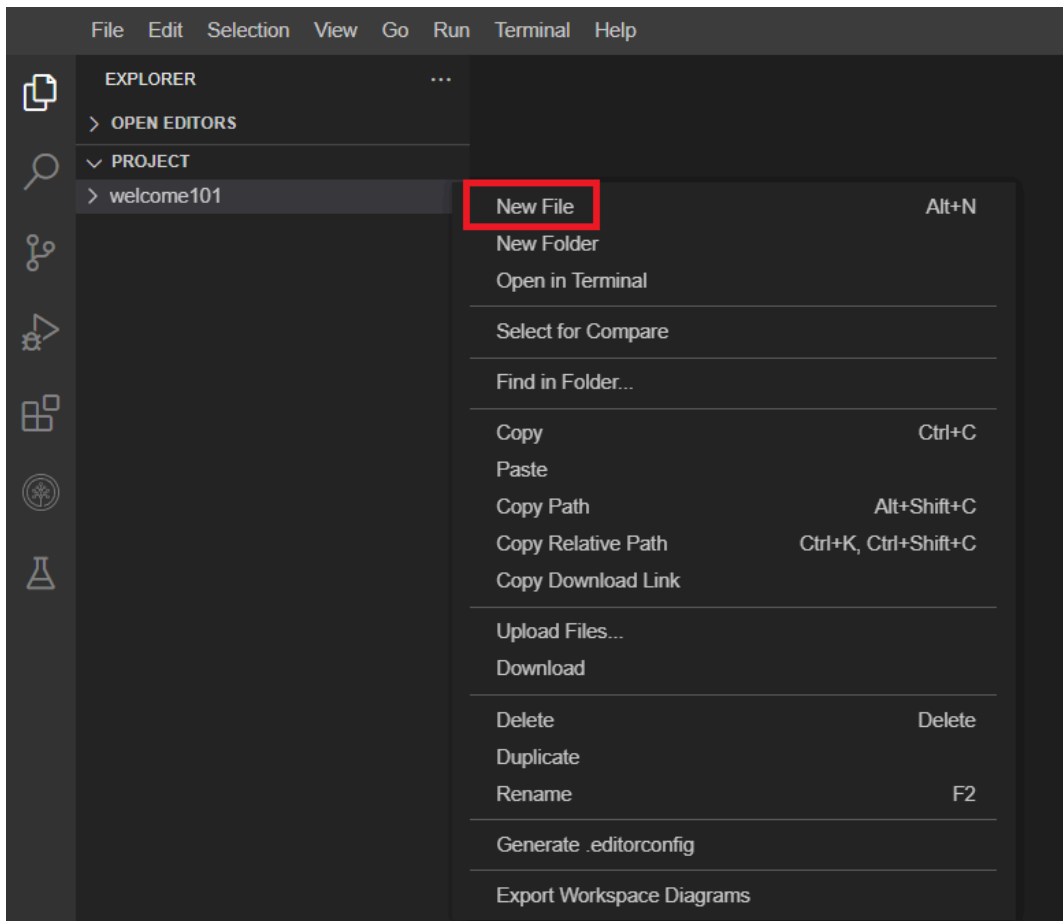 File Edit Selection View Go Run Terminal Help
EXPLORER ...
OPEN EDITORS
PROJECT
welcome101
New File Alt+N
New Folder
Open in Terminal
Select for Compare
Find in Folder...
Copy Ctrl+C
Paste
Copy Path Alt+Shift+C
Copy Relative Path Ctrl+K, Ctrl+Shift+C
Copy Download Link
Upload Files...
Download
Delete Delete
Duplicate
Rename F2
Generate .editorconfig
Export Workspace Diagrams